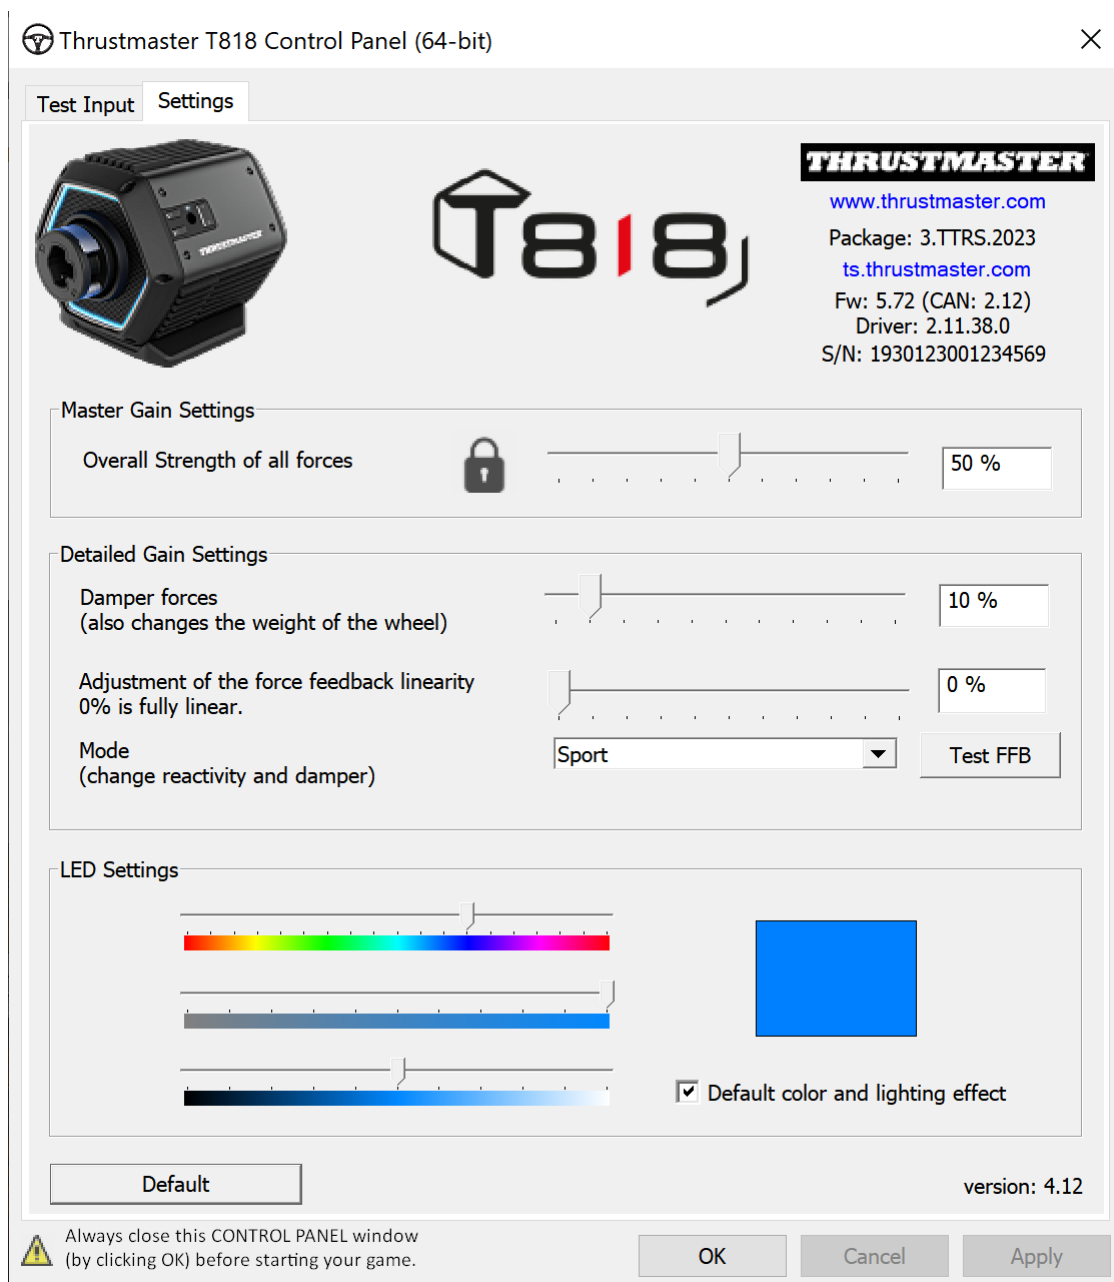 Thrustmaster T818 Control Panel (64-bit)
Test Input
Settings
THRUSTMASTER
T818
THRUSTMASTER
www.thrustmaster.com
Package: 3.TTRS.2023
ts.thrustmaster.com
Fw: 5.72 (CAN: 2.12)
Driver: 2.11.38.0
S/N: 1930123001234569
Master Gain Settings
Overall Strength of all forces
50 %
Detailed Gain Settings
Damper forces
(also changes the weight of the wheel)
10 %
Adjustment of the force feedback linearity
0% is fully linear.
0 %
Mode
(change reactivity and damper)
Sport
Test FFB
LED Settings
Default color and lighting effect
Default
version: 4.12
Always close this CONTROL PANEL window
(by clicking OK) before starting your game.
OK
Cancel
Apply